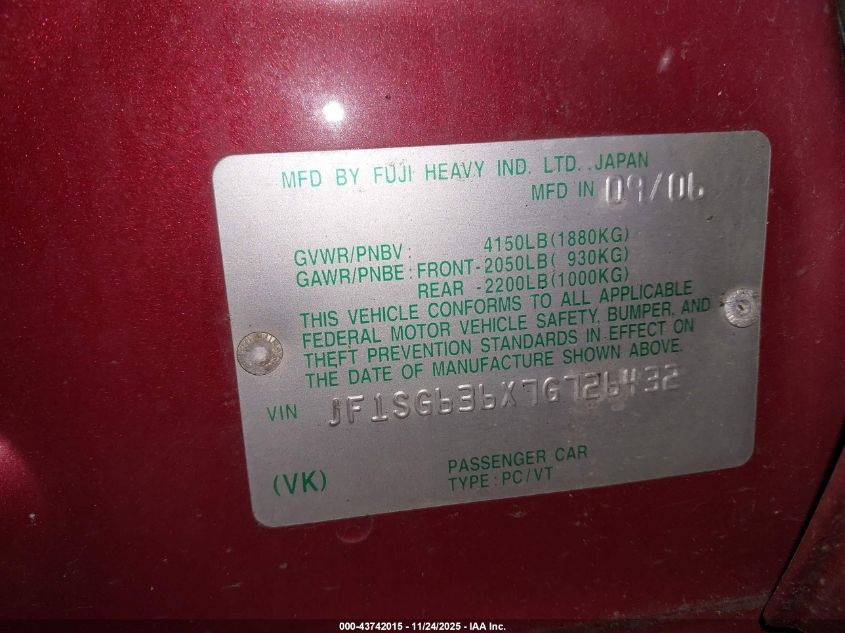 MFD BY FUJI HEAVY IND. LTD. JAPAN
MFD IN 09/06
GVWR/PNBV: 4150LB(1880KG)
GAWR/PNBE: FRONT-2050LB( 930KG)
REAR -2200LB(1000KG)
THIS VEHICLE CONFORMS TO ALL APPLICABLE
FEDERAL MOTOR VEHICLE SAFETY, BUMPER, AND
THEFT PREVENTION STANDARDS IN EFFECT ON
THE DATE OF MANUFACTURE SHOWN ABOVE.
VIN JF1SG636X7G726432
PASSENGER CAR
(VK) TYPE: PC/VT
000-43742015 - 11/24/2025 - IAA Inc.